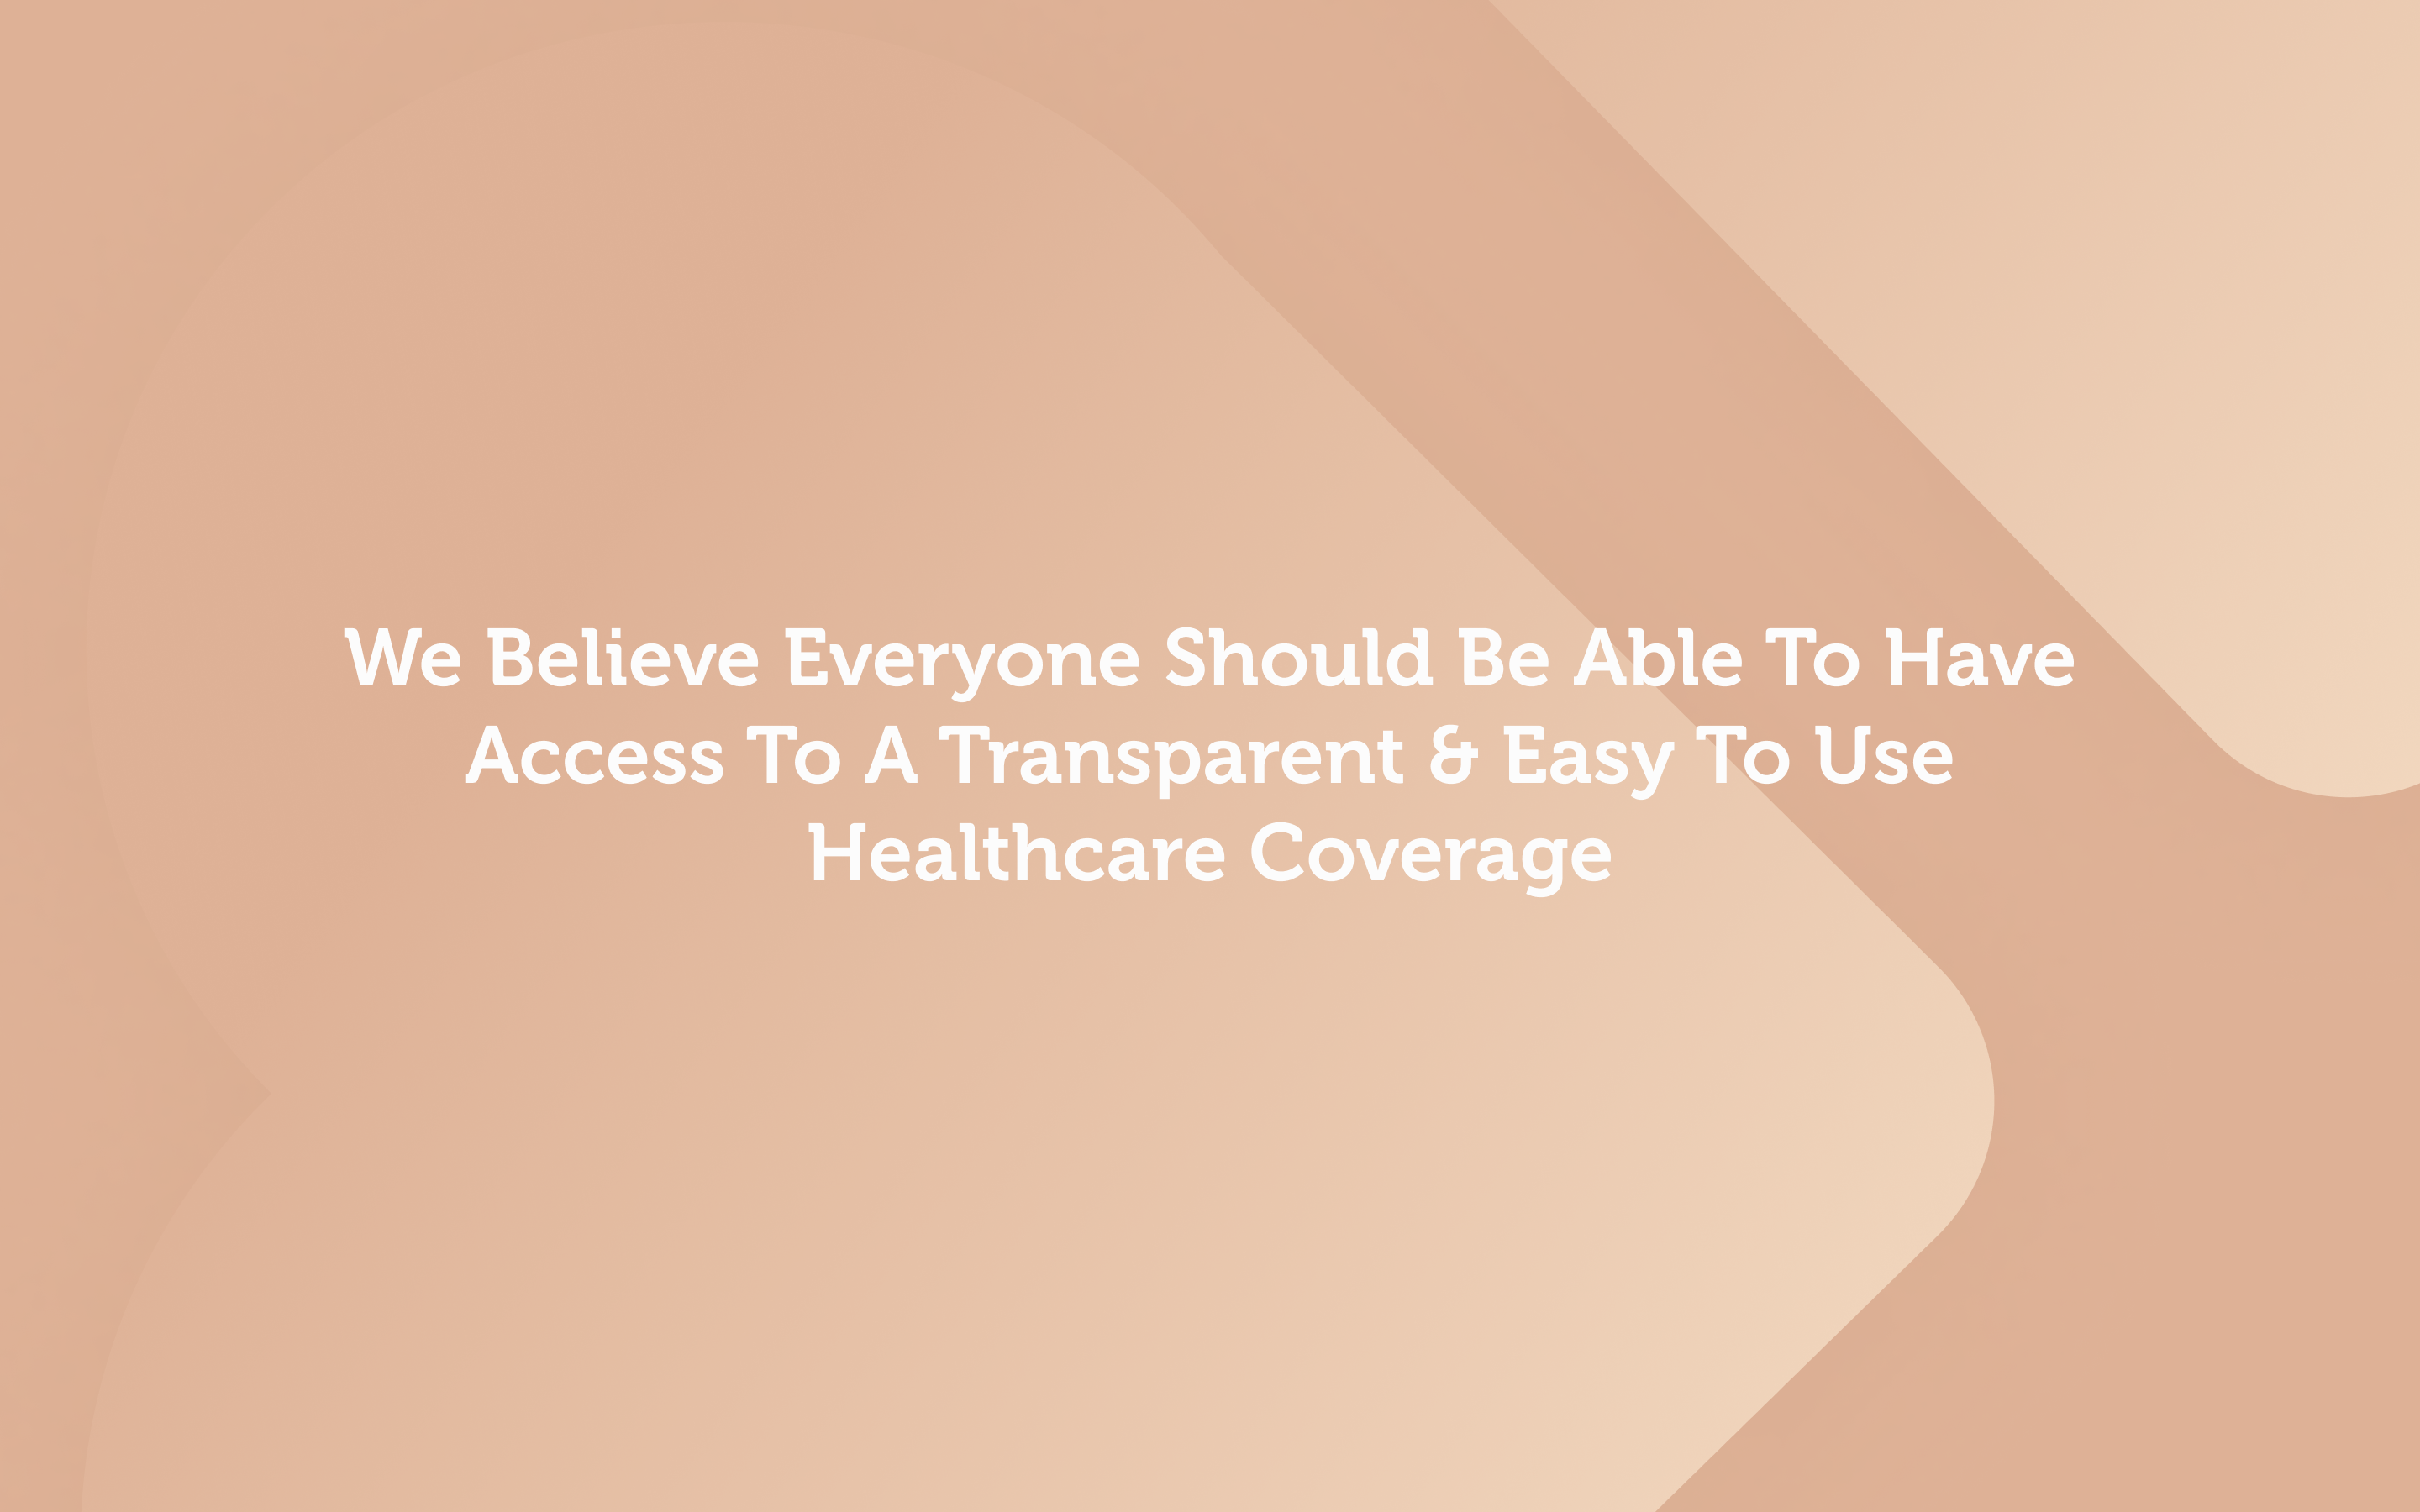 We Believe Everyone Should Be Able To Have
Access To A Transparent & Easy To Use
Healthcare Coverage